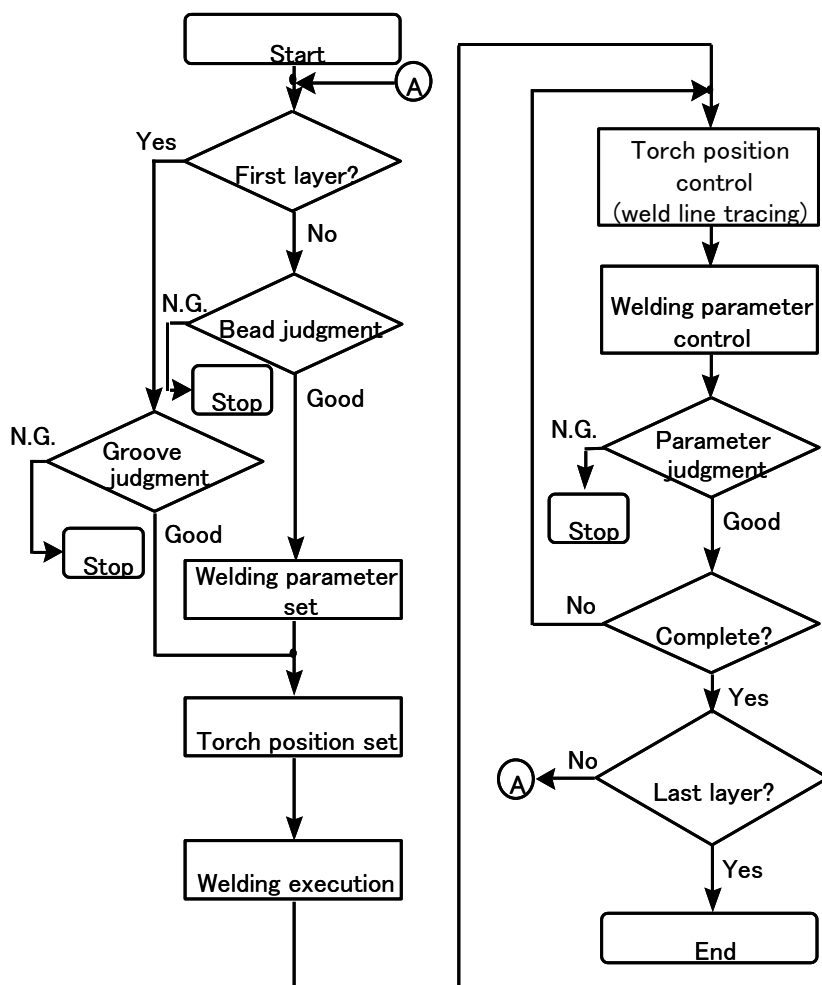 Start
A
Yes
First layer?
No
N.G.
Bead judgment
Stop
Good
N.G.
Groove
judgment
Stop
Good
Welding parameter
set
Torch position set
Welding execution
Torch position
control
(weld line tracing)
Welding parameter
control
N.G.
Parameter
judgment
Stop
Good
No
Complete?
Yes
A
No
Last layer?
Yes
End